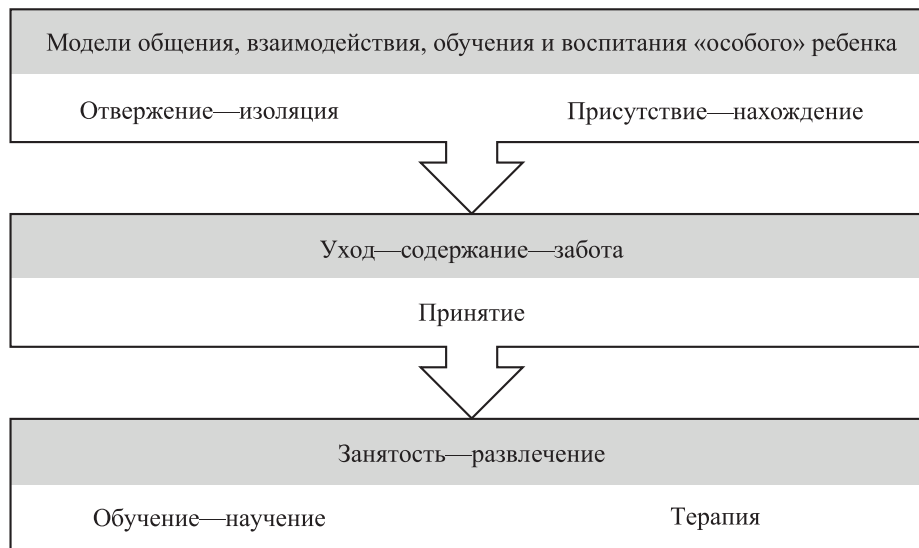 Модели общения, взаимодействия, обучения и воспитания «особого» ребенка
Отвержение—изоляция
Присутствие—нахождение
Уход—содержание—забота
Принятие
Занятость—развлечение
Обучение—научение
Терапия